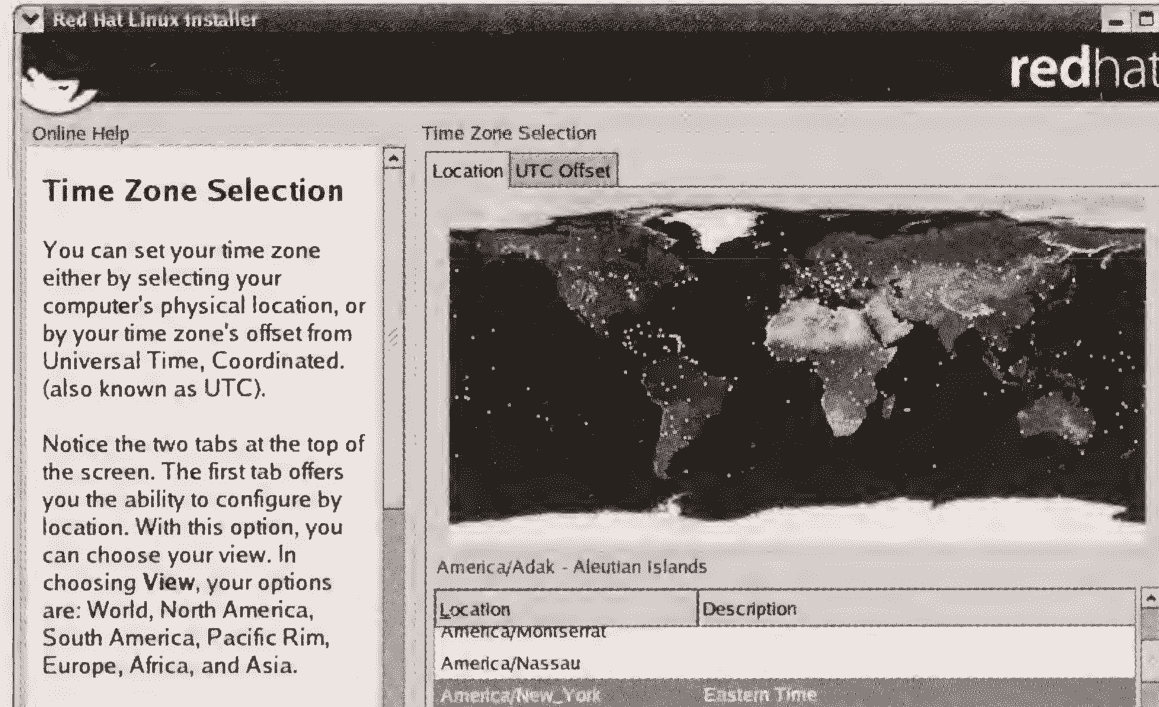 Red Hat Linux Installer
redhat
Online Help
Time Zone Selection
You can set your time zone
either by selecting your
computer's physical location, or
by your time zone's offset from
Universal Time, Coordinated.
(also known as UTC).
Notice the two tabs at the top of
the screen. The first tab offers
you the ability to configure by
location. With this option, you
can choose your view. In
choosing View, your options
are: World, North America,
South America, Pacific Rim,
Europe, Africa, and Asia.
Time Zone Selection
Location UTC Offset
America/Adak - Aleutian Islands
Location Description
America/Montserrat
America/Nassau
America/New_York Eastern Time